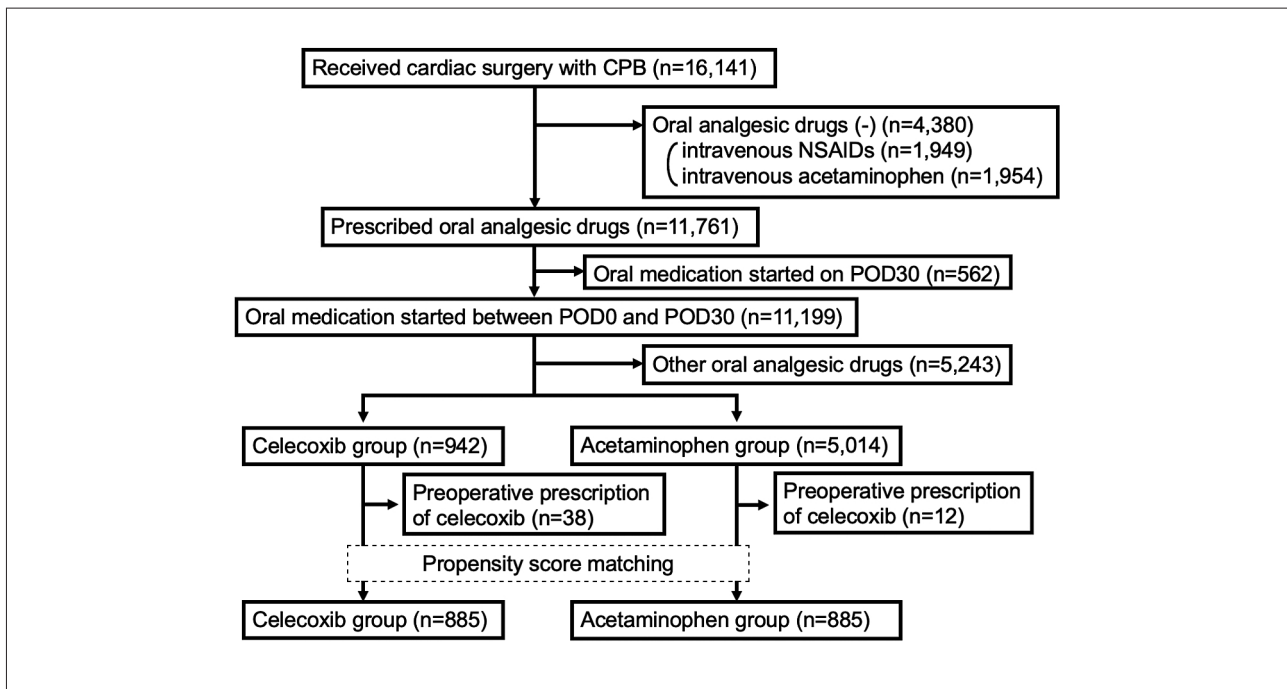 Received cardiac surgery with CPB (n=16,141)
Oral analgesic drugs (-) (n=4,380)
intravenous NSAIDs (n=1,949)
intravenous acetaminophen (n=1,954)
Prescribed oral analgesic drugs (n=11,761)
Oral medication started on POD30 (n=562)
Oral medication started between POD0 and POD30 (n=11,199)
Other oral analgesic drugs (n=5,243)
Celecoxib group (n=942)
Acetaminophen group (n=5,014)
Preoperative prescription
of celecoxib (n=38)
Preoperative prescription
of celecoxib (n=12)
Propensity score matching
Celecoxib group (n=885)
Acetaminophen group (n=885)